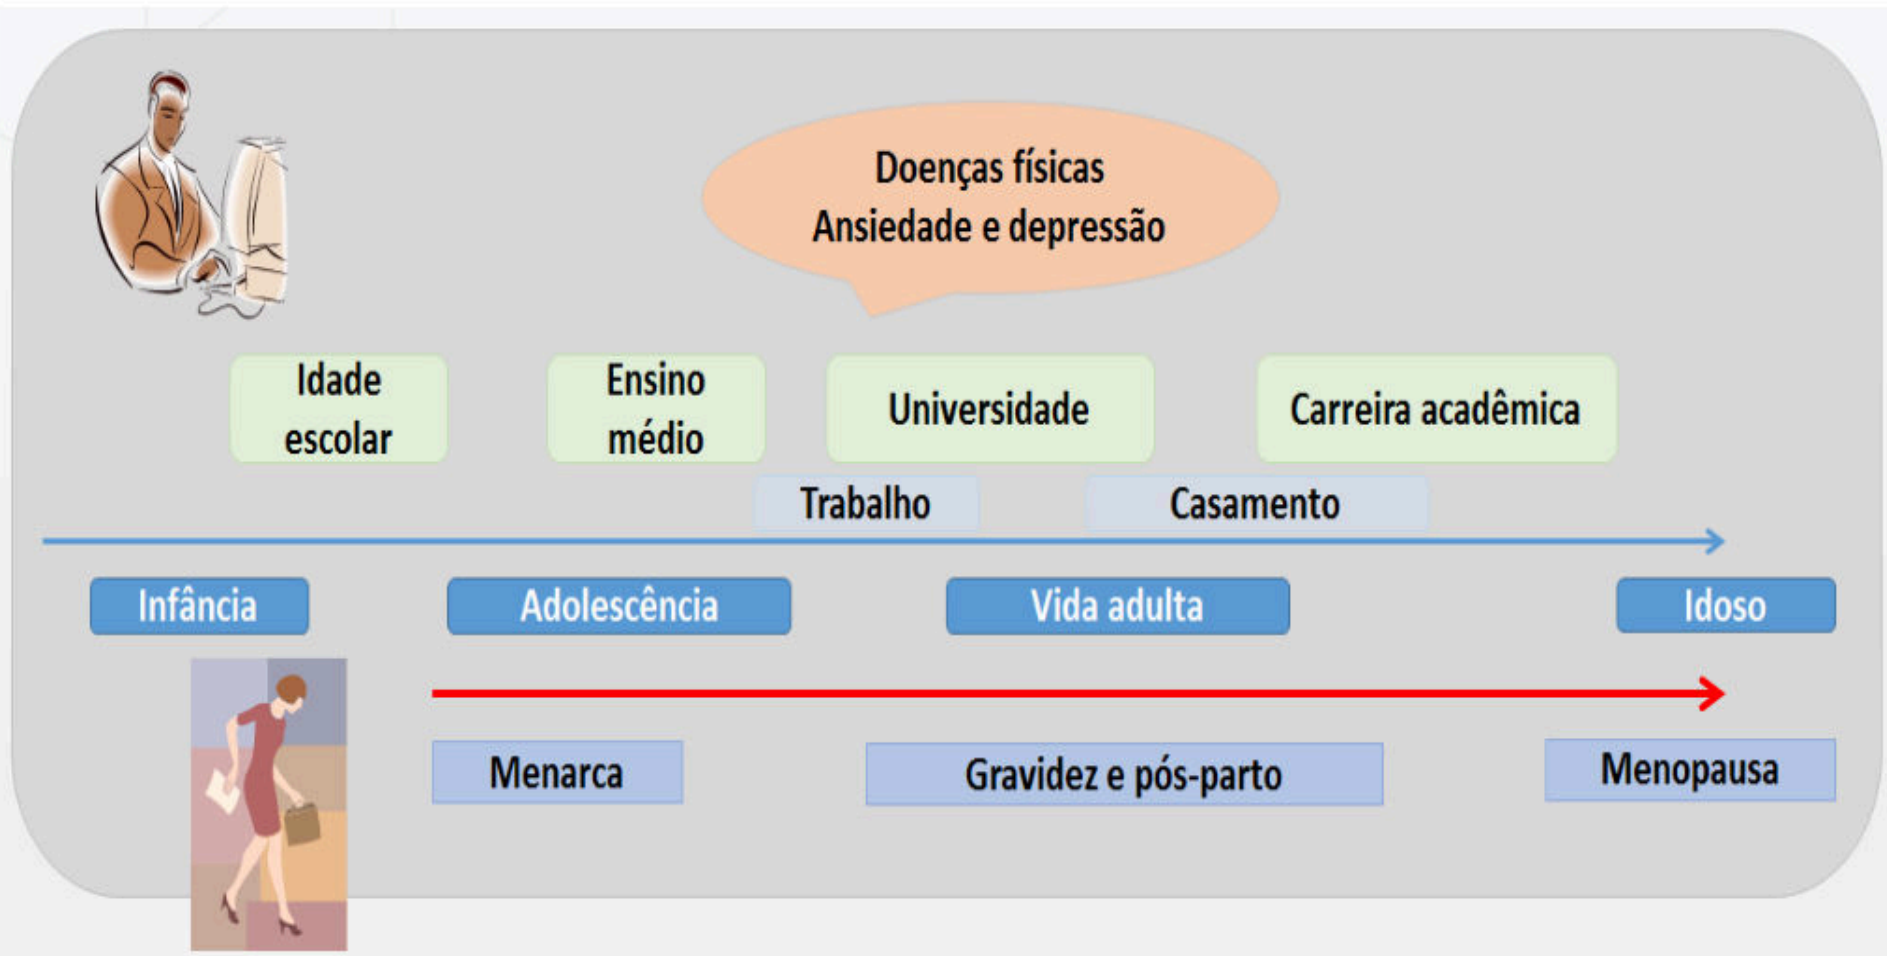 Doenças físicas
Ansiedade e depressão
Idade
escolar
Ensino
médio
Universidade
Carreira acadêmica
Trabalho
Casamento
Infância
Adolescência
Vida adulta
Idoso
Menarca
Gravidez e pós-parto
Menopausa